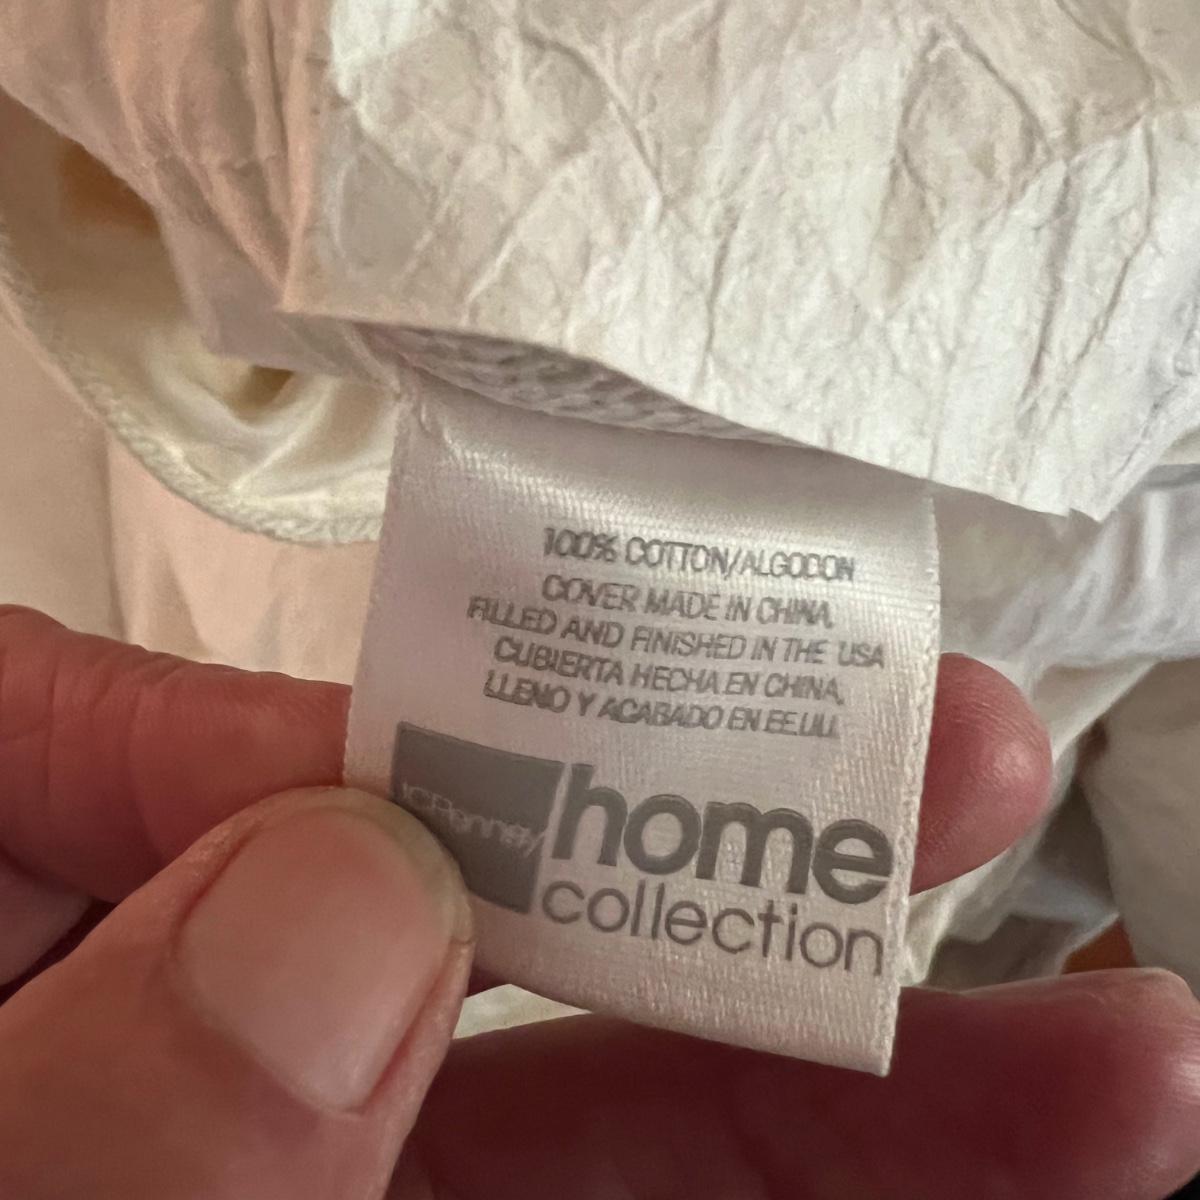 100% COTTON/ALGODON
COVER MADE IN CHINA,
FILLED AND FINISHED IN THE USA
CUBIERTA HECHA EN CHINA,
LLENO Y ACABADO EN EE.UU.
JCPenney
home
collection